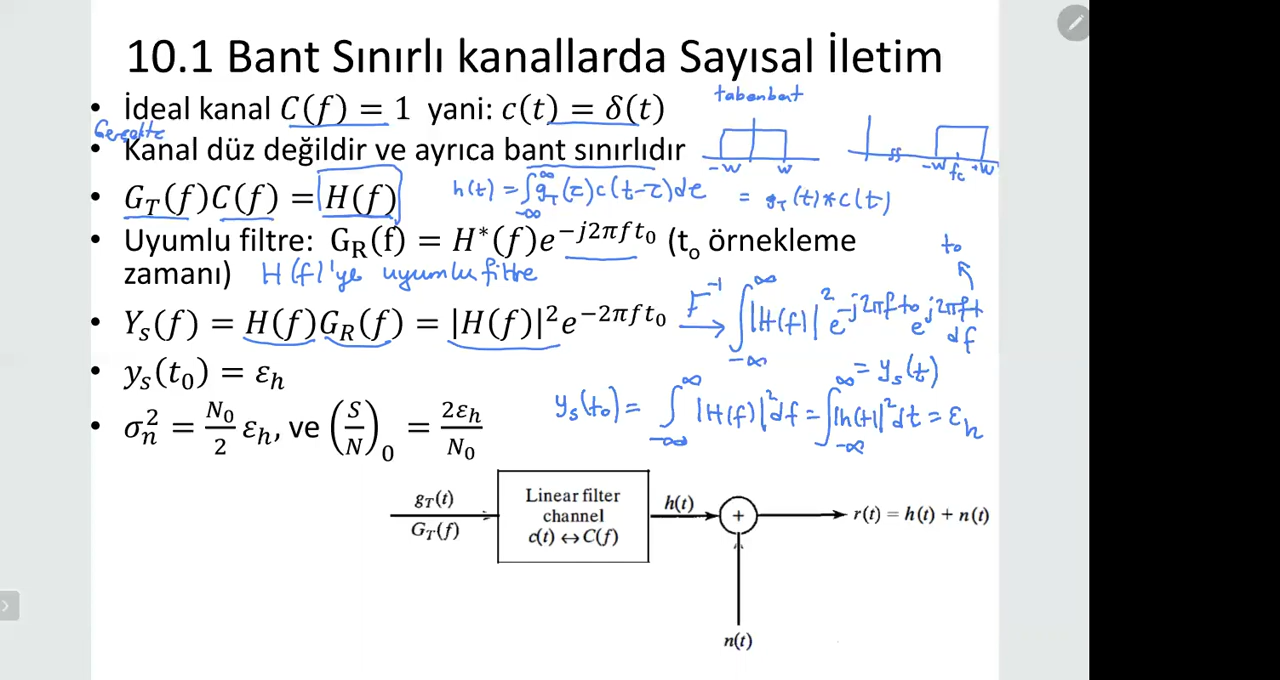 10.1 Bant Sınırlı kanallarda Sayısal İletim
• İdeal kanal C(f) = 1 yani: c(t) = δ(t)
tabanbant
Gerçekte
• Kanal düz değildir ve ayrıca bant sınırlıdır
-W W
-W fc +W
• G_T(f)C(f) = H(f)
h(t) = ∫_{-∞}^{∞} g_T(τ)c(t-τ)dτ = g_T(t)*c(t)
• Uyumlu filtre: G_R(f) = H*(f)e^{-j2πft_0} (t_o örnekleme
zamanı) H(f)'ye uyumlu filtre
t_0
• Y_s(f) = H(f)G_R(f) = |H(f)|^2 e^{-2πft_0} F^{-1} → ∫_{-∞}^{∞} |H(f)|^2 e^{-j2πft_0} e^{j2πft} df
= y_s(t)
• y_s(t_0) = ε_h
y_s(t_0) = ∫_{-∞}^{∞} |H(f)|^2 df = ∫_{-∞}^{∞} |h(t)|^2 dt = ε_h
• σ_n^2 = N_0/2 ε_h, ve (S/N)_0 = 2ε_h/N_0
g_T(t)
G_T(f)
Linear filter
channel
c(t) ↔ C(f)
h(t)
+
r(t) = h(t) + n(t)
n(t)